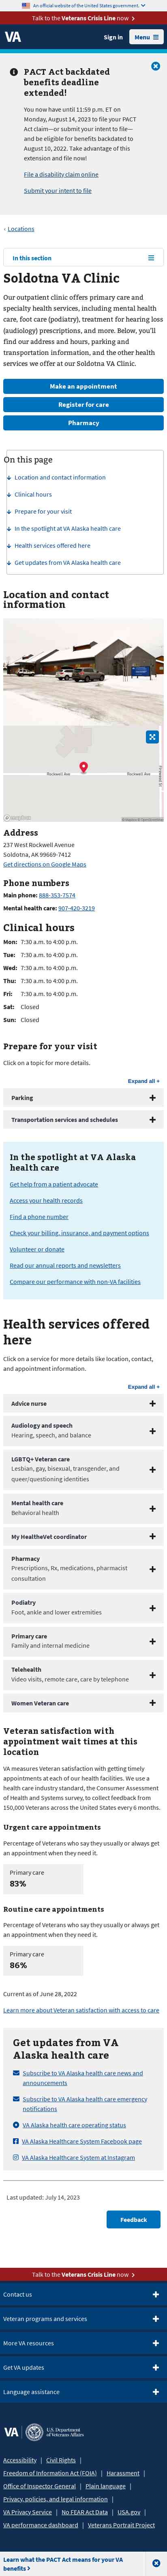 An official website of the United States government.
Talk to the Veterans Crisis Line now
VA
Sign in
Menu
PACT Act backdated
benefits deadline
extended!
You now have until 11:59 p.m. ET on
Monday, August 14, 2023 to file your PACT
Act claim—or submit your intent to file—
and be eligible for benefits backdated to
August 10, 2022. Also available: a
presentation of this
extension and file now!
File a disability claim online
Submit your intent to file
Locations
In this section
Soldotna VA Clinic
Our outpatient clinic offers primary care and
specialty health services, including mental health
care, treatment for heart and blood vessel conditions
(radiology) prescriptions, and more. Below, you'll
find our address and hours, parking and
transportation information, and the other health
services we offer at our Soldotna VA Clinic.
Make an appointment
Register for care
Pharmacy
On this page
Location and contact information
Clinical hours
Prepare for your visit
In the spotlight at VA Alaska health care
Health services offered here
Get updates from VA Alaska health care
Location and contact
information
Rockwell Ave
Rockwell Ave
mapbox
Address
237 West Rockwell Avenue
Soldotna, AK 99669-7412
Get directions on Google Maps
Phone numbers
Main phone: 888-353-7574
Mental health care: 907-420-3219
Clinical hours
Mon: 7:30 a.m. to 4:00 p.m.
Tue: 7:30 a.m. to 4:00 p.m.
Wed: 7:30 a.m. to 4:00 p.m.
Thu: 7:30 a.m. to 4:00 p.m.
Fri: 7:30 a.m. to 4:00 p.m.
Sat: Closed
Sun: Closed
Prepare for your visit
Click on a topic for more details.
Expand all +
Parking
Transportation services and schedules
In the spotlight at VA Alaska
health care
Get help from a patient advocate
Access your health records
Find a phone number
Check your billing, insurance, and payment options
Volunteer or donate
Read our annual reports and newsletters
Compare our performance with non-VA facilities
Health services offered
here
Click on a service for more details like location, contact,
and appointment information.
Expand all +
Advice nurse
Audiology and speech
Hearing, speech, and balance
LGBTQ+ Veteran care
Lesbian, gay, bisexual, transgender, and
queer/questioning identities
Mental health care
Behavioral health
My HealtheVet coordinator
Pharmacy
Prescriptions, Rx, medications, pharmacist
consultation
Podiatry
Foot, ankle and lower extremities
Primary care
Family and internal medicine
Telehealth
Video visits, remote care, care by telephone
Women Veteran care
Veteran satisfaction with
appointment wait times at this
location
VA measures Veteran satisfaction with getting timely
appointments at each of our facilities. To be consistent
with industry standard, the Consumer Assessment of
Health and Systems survey, collect feedback from
150,000 Veterans across the United States every 6 months.
Urgent care appointments
Percentage of Veterans who say they usually or always get
an appointment when they need it:
Primary care
83%
Routine care appointments
Percentage of Veterans who say they usually or always get
an appointment when they need it:
Primary care
86%
Current as of June 28, 2022
Learn more about Veteran satisfaction with access to care
Get updates from VA
Alaska health care
Subscribe to VA Alaska health care news and
announcements
Subscribe to VA Alaska health care emergency
notifications
VA Alaska health care operating status
VA Alaska Healthcare System Facebook page
VA Alaska Healthcare System at Instagram
Last updated: July 14, 2023
Feedback
Talk to the Veterans Crisis Line now
Contact us
Veteran programs and services
More VA resources
Get VA updates
Language assistance
VA U.S. Department of Veterans Affairs
Accessibility | Civil Rights |
Freedom of Information Act (FOIA) | Harassment |
Office of Inspector General | Plain language |
Privacy, policies, and legal information |
VA Privacy Service | No FEAR Act Data | USA.gov |
VA performance dashboard | Veterans Portrait Project
Learn what the PACT Act means for your VA
benefits